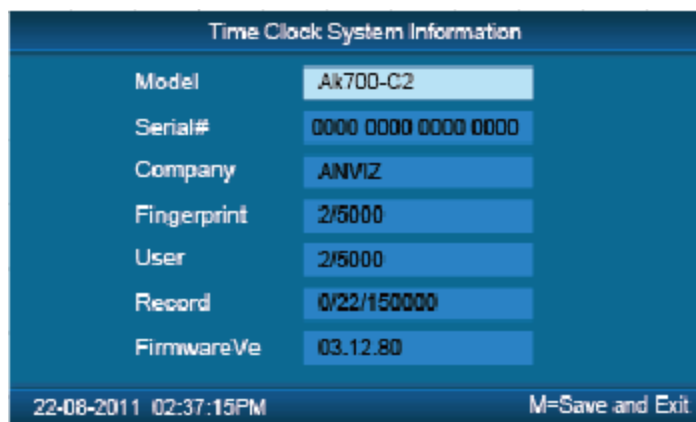 Time Clock System Information
Model Ak700-C2
Serial# 0000 0000 0000 0000
Company ANVIZ
Fingerprint 2/5000
User 2/5000
Record 0/22/150000
FirmwareVe 03.12.80
22-08-2011 02:37:15PM M=Save and Exit